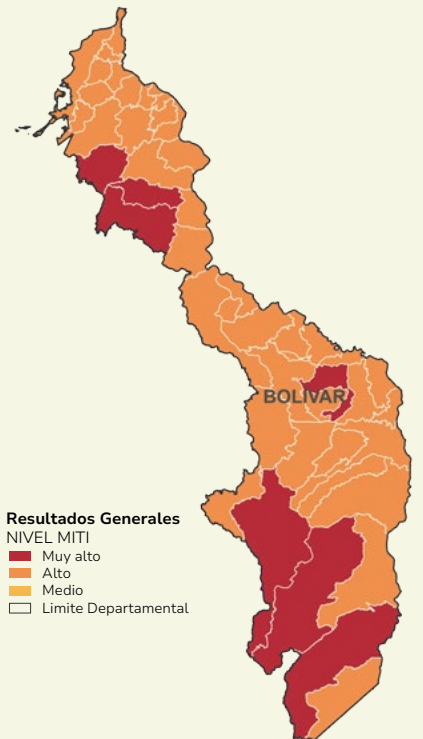 BOLIVAR
Resultados Generales
NIVEL MITI
Muy alto
Alto
Medio
Limite Departamental